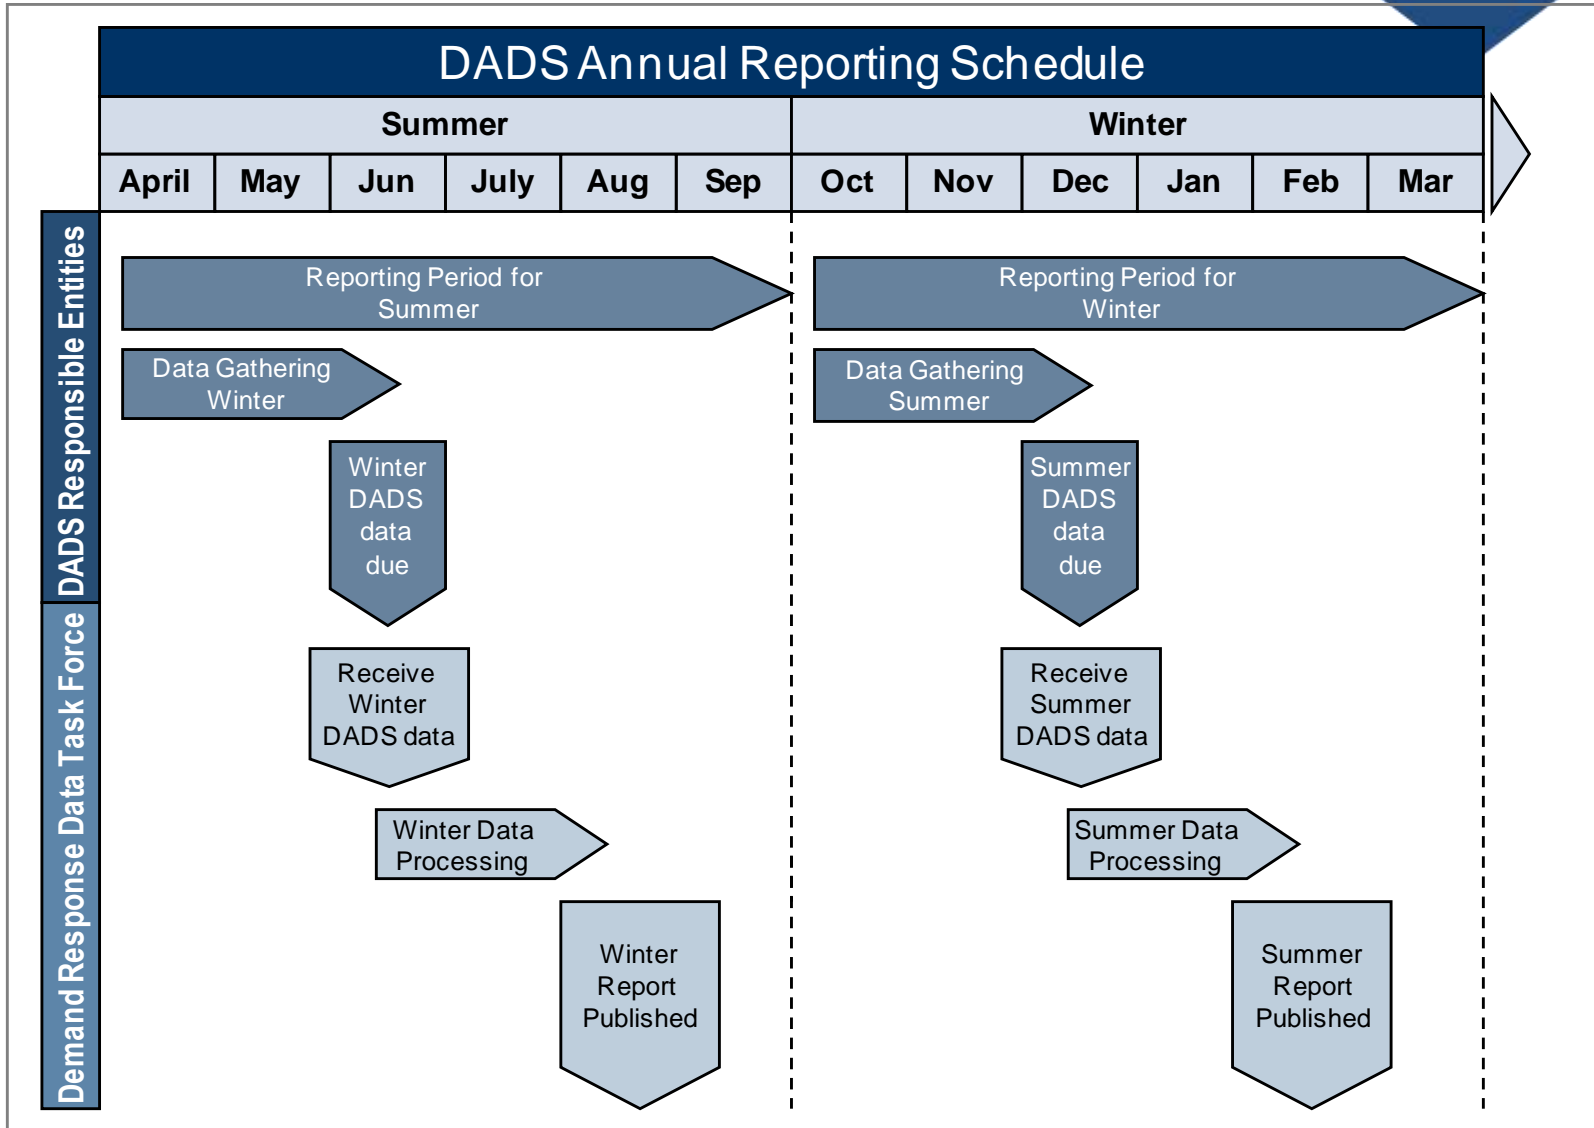 DADS Annual Reporting Schedule
Summer
Winter
April
May
Jun
July
Aug
Sep
Oct
Nov
Dec
Jan
Feb
Mar
DADS Responsible Entities
Reporting Period for
Summer
Reporting Period for
Winter
Data Gathering
Winter
Data Gathering
Summer
Winter
DADS
data
due
Summer
DADS
data
due
Demand Response Data Task Force
Receive
Winter
DADS data
Receive
Summer
DADS data
Winter Data
Processing
Summer Data
Processing
Winter
Report
Published
Summer
Report
Published